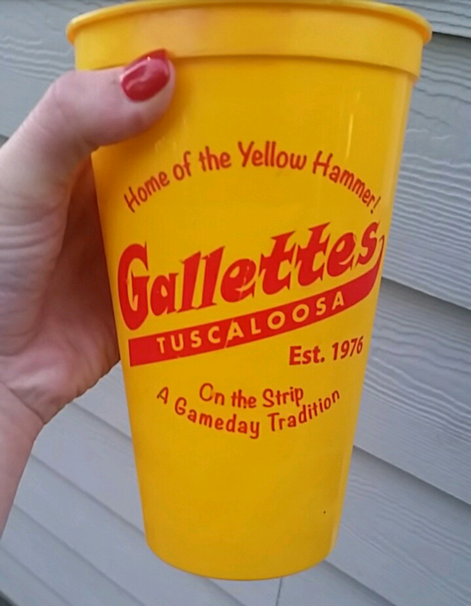 Home of the Yellow Hammer!
Gallettes
TUSCALOOSA
Est. 1976
On the Strip
A Gameday Tradition